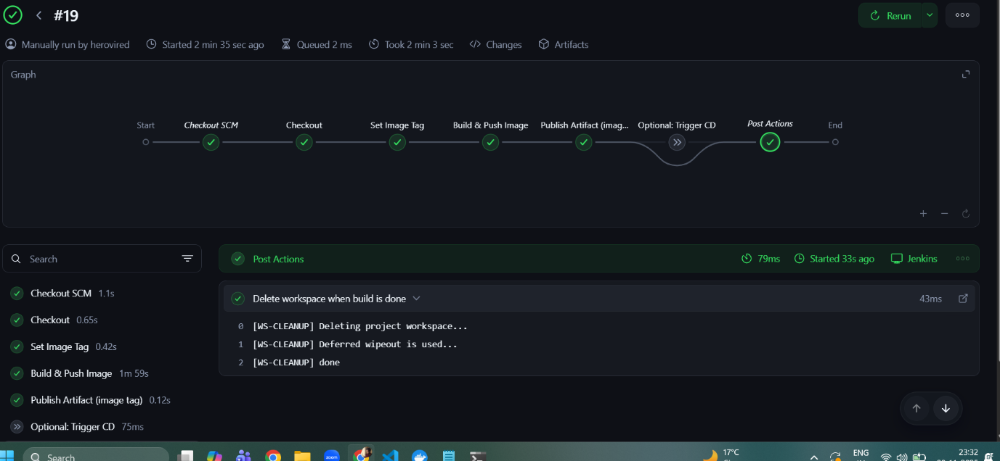 #19
Rerun
Manually run by herovired Started 2 min 35 sec ago Queued 2 ms Took 2 min 3 sec Changes Artifacts
Graph
Start Checkout SCM Checkout Set Image Tag Build & Push Image Publish Artifact (imag... Optional: Trigger CD Post Actions End
Search
Checkout SCM 1.1s
Checkout 0.65s
Set Image Tag 0.42s
Build & Push Image 1m 59s
Publish Artifact (image tag) 0.12s
Optional: Trigger CD 75ms
Post Actions 79ms Started 33s ago Jenkins
Delete workspace when build is done 43ms
0 [WS-CLEANUP] Deleting project workspace...
1 [WS-CLEANUP] Deferred wipeout is used...
2 [WS-CLEANUP] done
Search
zoom
17°C
ENG
23:32